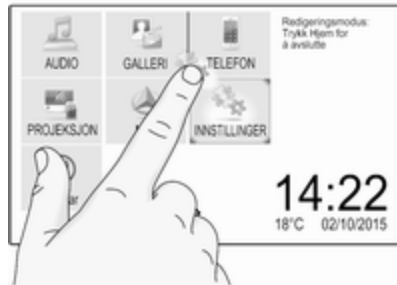 Redigeringsmodus:
Trykk Hjem for
å avslutte
AUDIO
GALLERI
TELEFON
PROJEKSJON
INNSTILLINGER
14:22
18°C 02/10/2015